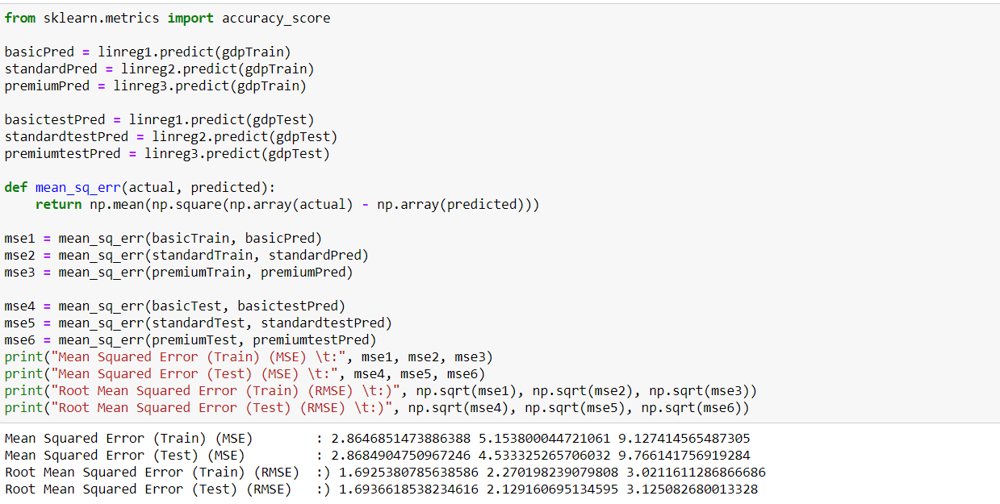 from sklearn.metrics import accuracy_score
basicPred = linreg1.predict(gdpTrain)
standardPred = linreg2.predict(gdpTrain)
premiumPred = linreg3.predict(gdpTrain)
basictestPred = linreg1.predict(gdpTest)
standardtestPred = linreg2.predict(gdpTest)
premiumtestPred = linreg3.predict(gdpTest)
def mean_sq_err(actual, predicted):
    return np.mean(np.square(np.array(actual) - np.array(predicted)))
mse1 = mean_sq_err(basicTrain, basicPred)
mse2 = mean_sq_err(standardTrain, standardPred)
mse3 = mean_sq_err(premiumTrain, premiumPred)
mse4 = mean_sq_err(basicTest, basictestPred)
mse5 = mean_sq_err(standardTest, standardtestPred)
mse6 = mean_sq_err(premiumTest, premiumtestPred)
print("Mean Squared Error (Train) (MSE) \t:", mse1, mse2, mse3)
print("Mean Squared Error (Test) (MSE) \t:", mse4, mse5, mse6)
print("Root Mean Squared Error (Train) (RMSE) \t:)", np.sqrt(mse1), np.sqrt(mse2), np.sqrt(mse3))
print("Root Mean Squared Error (Test) (RMSE) \t:)", np.sqrt(mse4), np.sqrt(mse5), np.sqrt(mse6))
Mean Squared Error (Train) (MSE)        : 2.8646851473886388 5.153800044721061 9.127414565487305
Mean Squared Error (Test) (MSE)         : 2.8684904750967246 4.533325265706032 9.766141756919284
Root Mean Squared Error (Train) (RMSE)  :) 1.6925380785638586 2.270198239079808 3.0211611286866686
Root Mean Squared Error (Test) (RMSE)   :) 1.6936618538234616 2.129160695134595 3.125082680013328